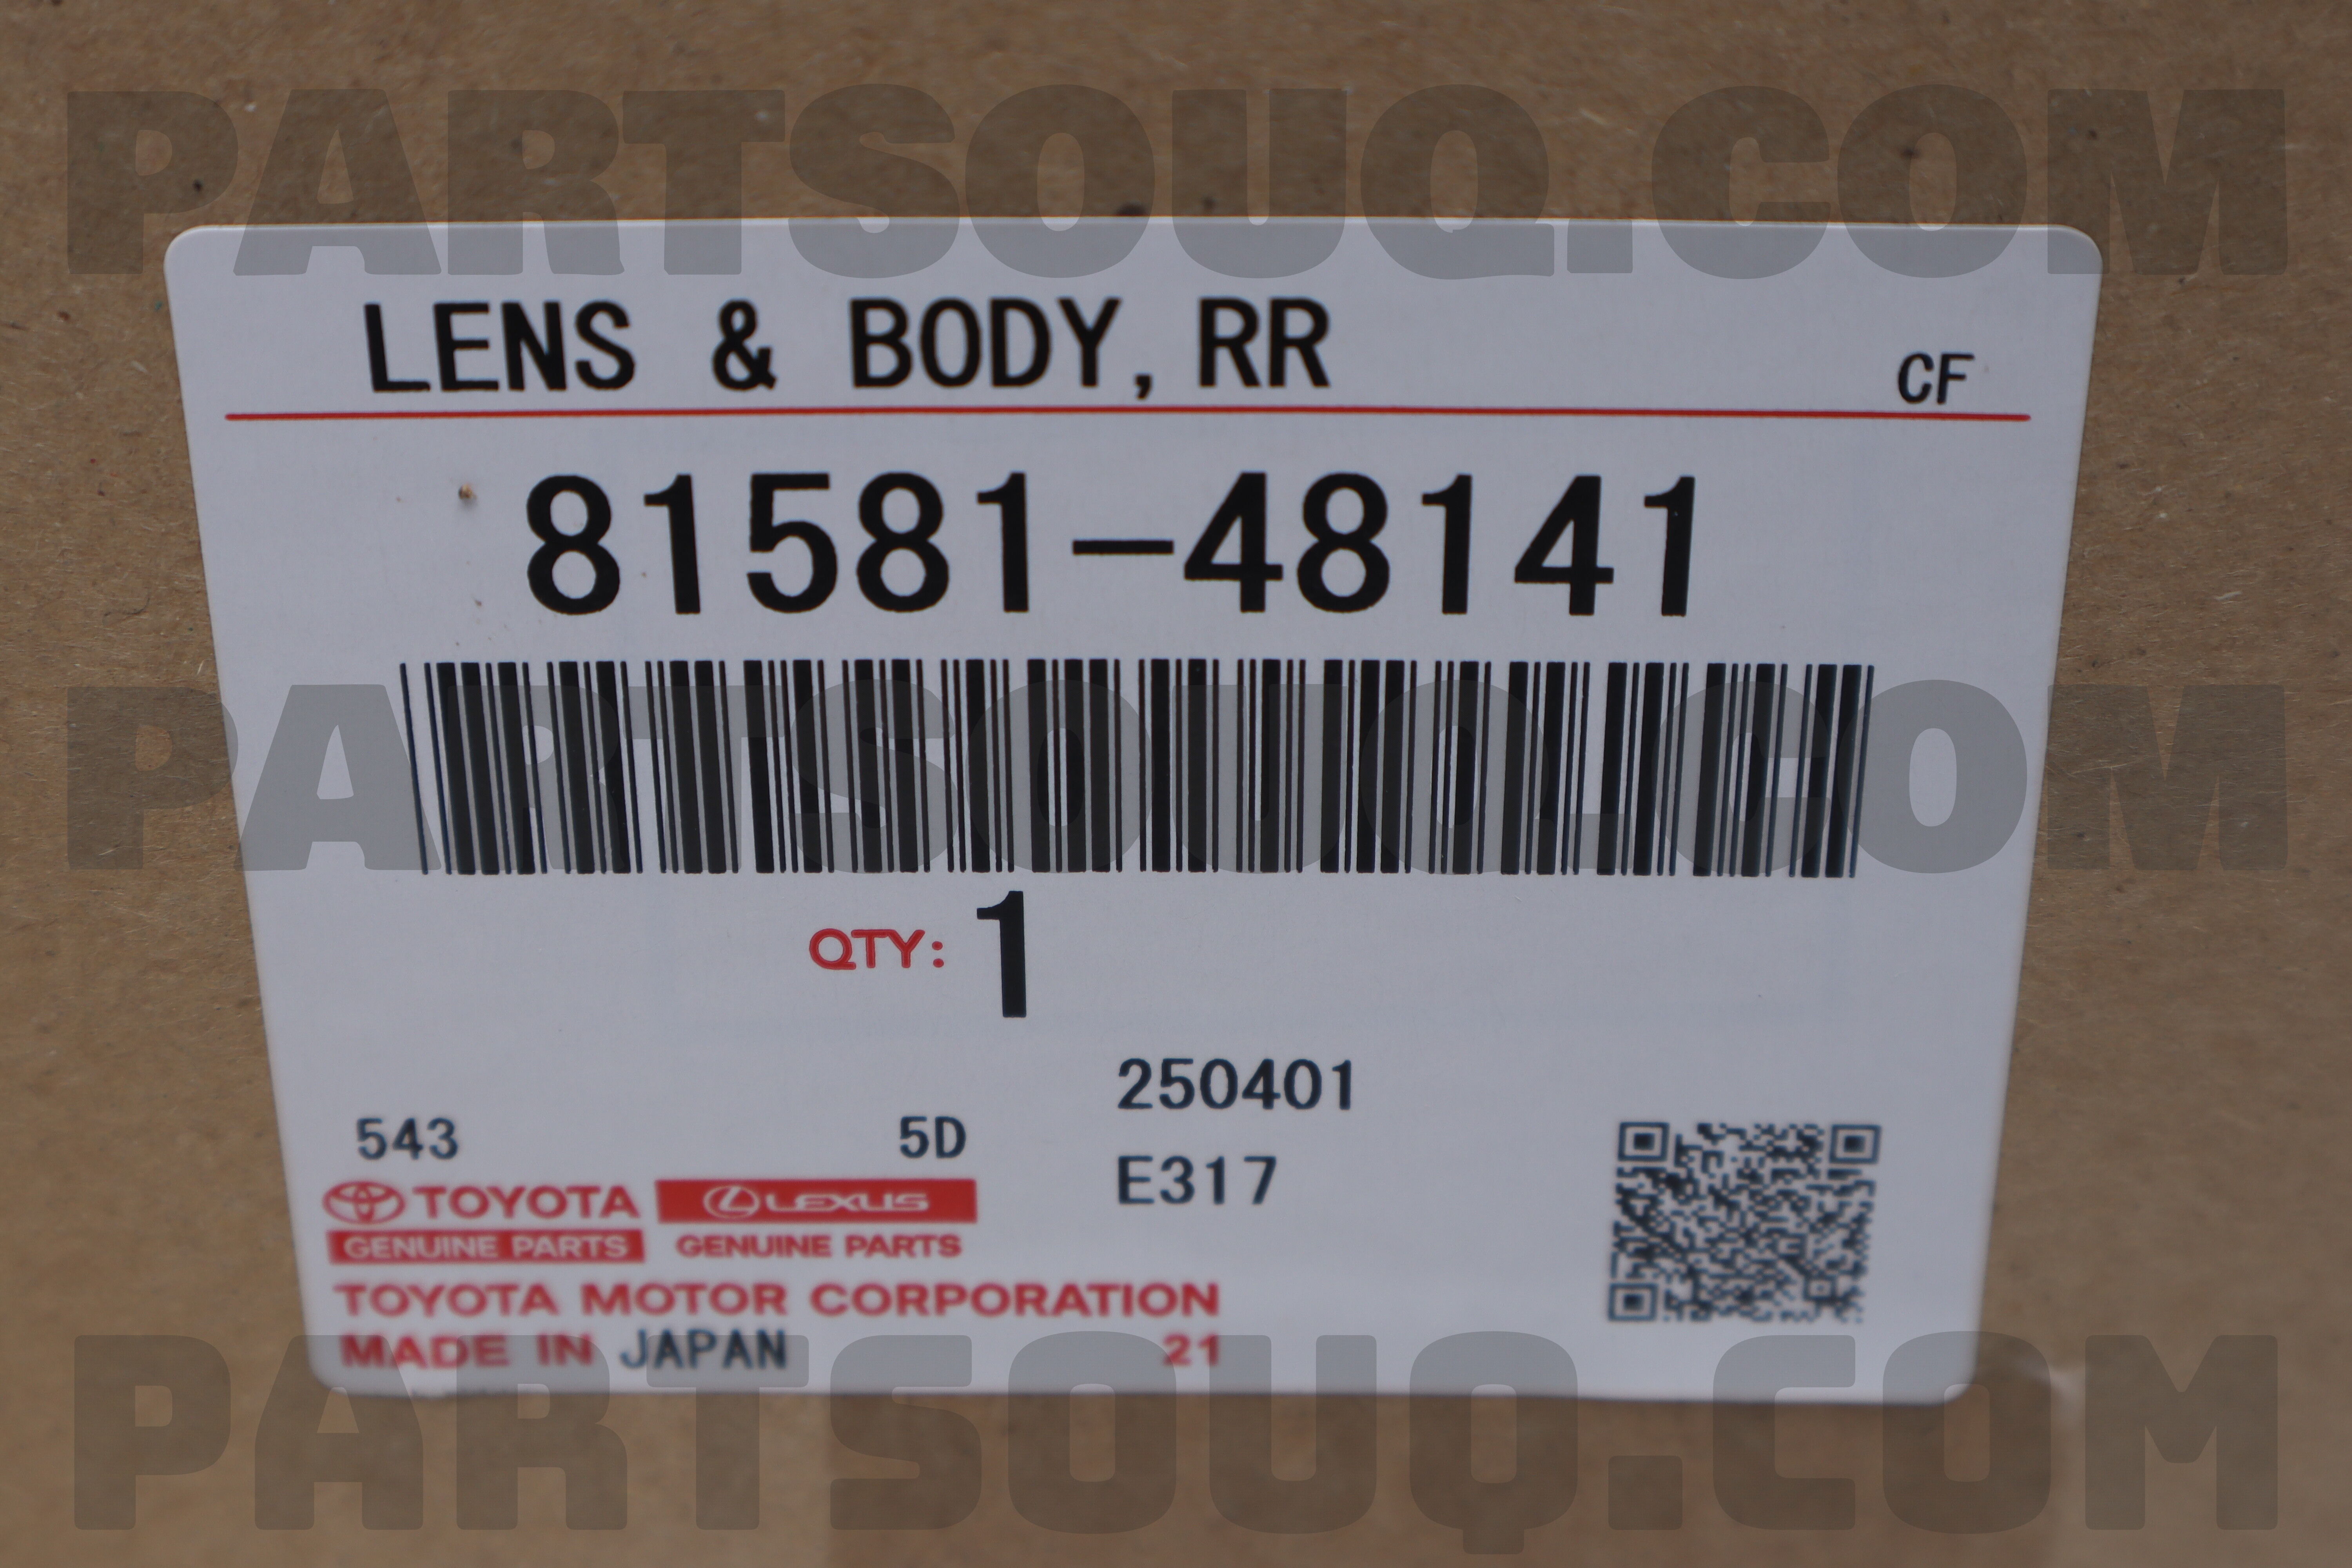 PARTSOUQ.COM
LENS & BODY, RR
CF
81581-48141
PARTSOUQ.COM
QTY: 1
250401
543 5D
E317
TOYOTA LEXUS
GENUINE PARTS GENUINE PARTS
TOYOTA MOTOR CORPORATION
MADE IN JAPAN 21
PARTSOUQ.COM